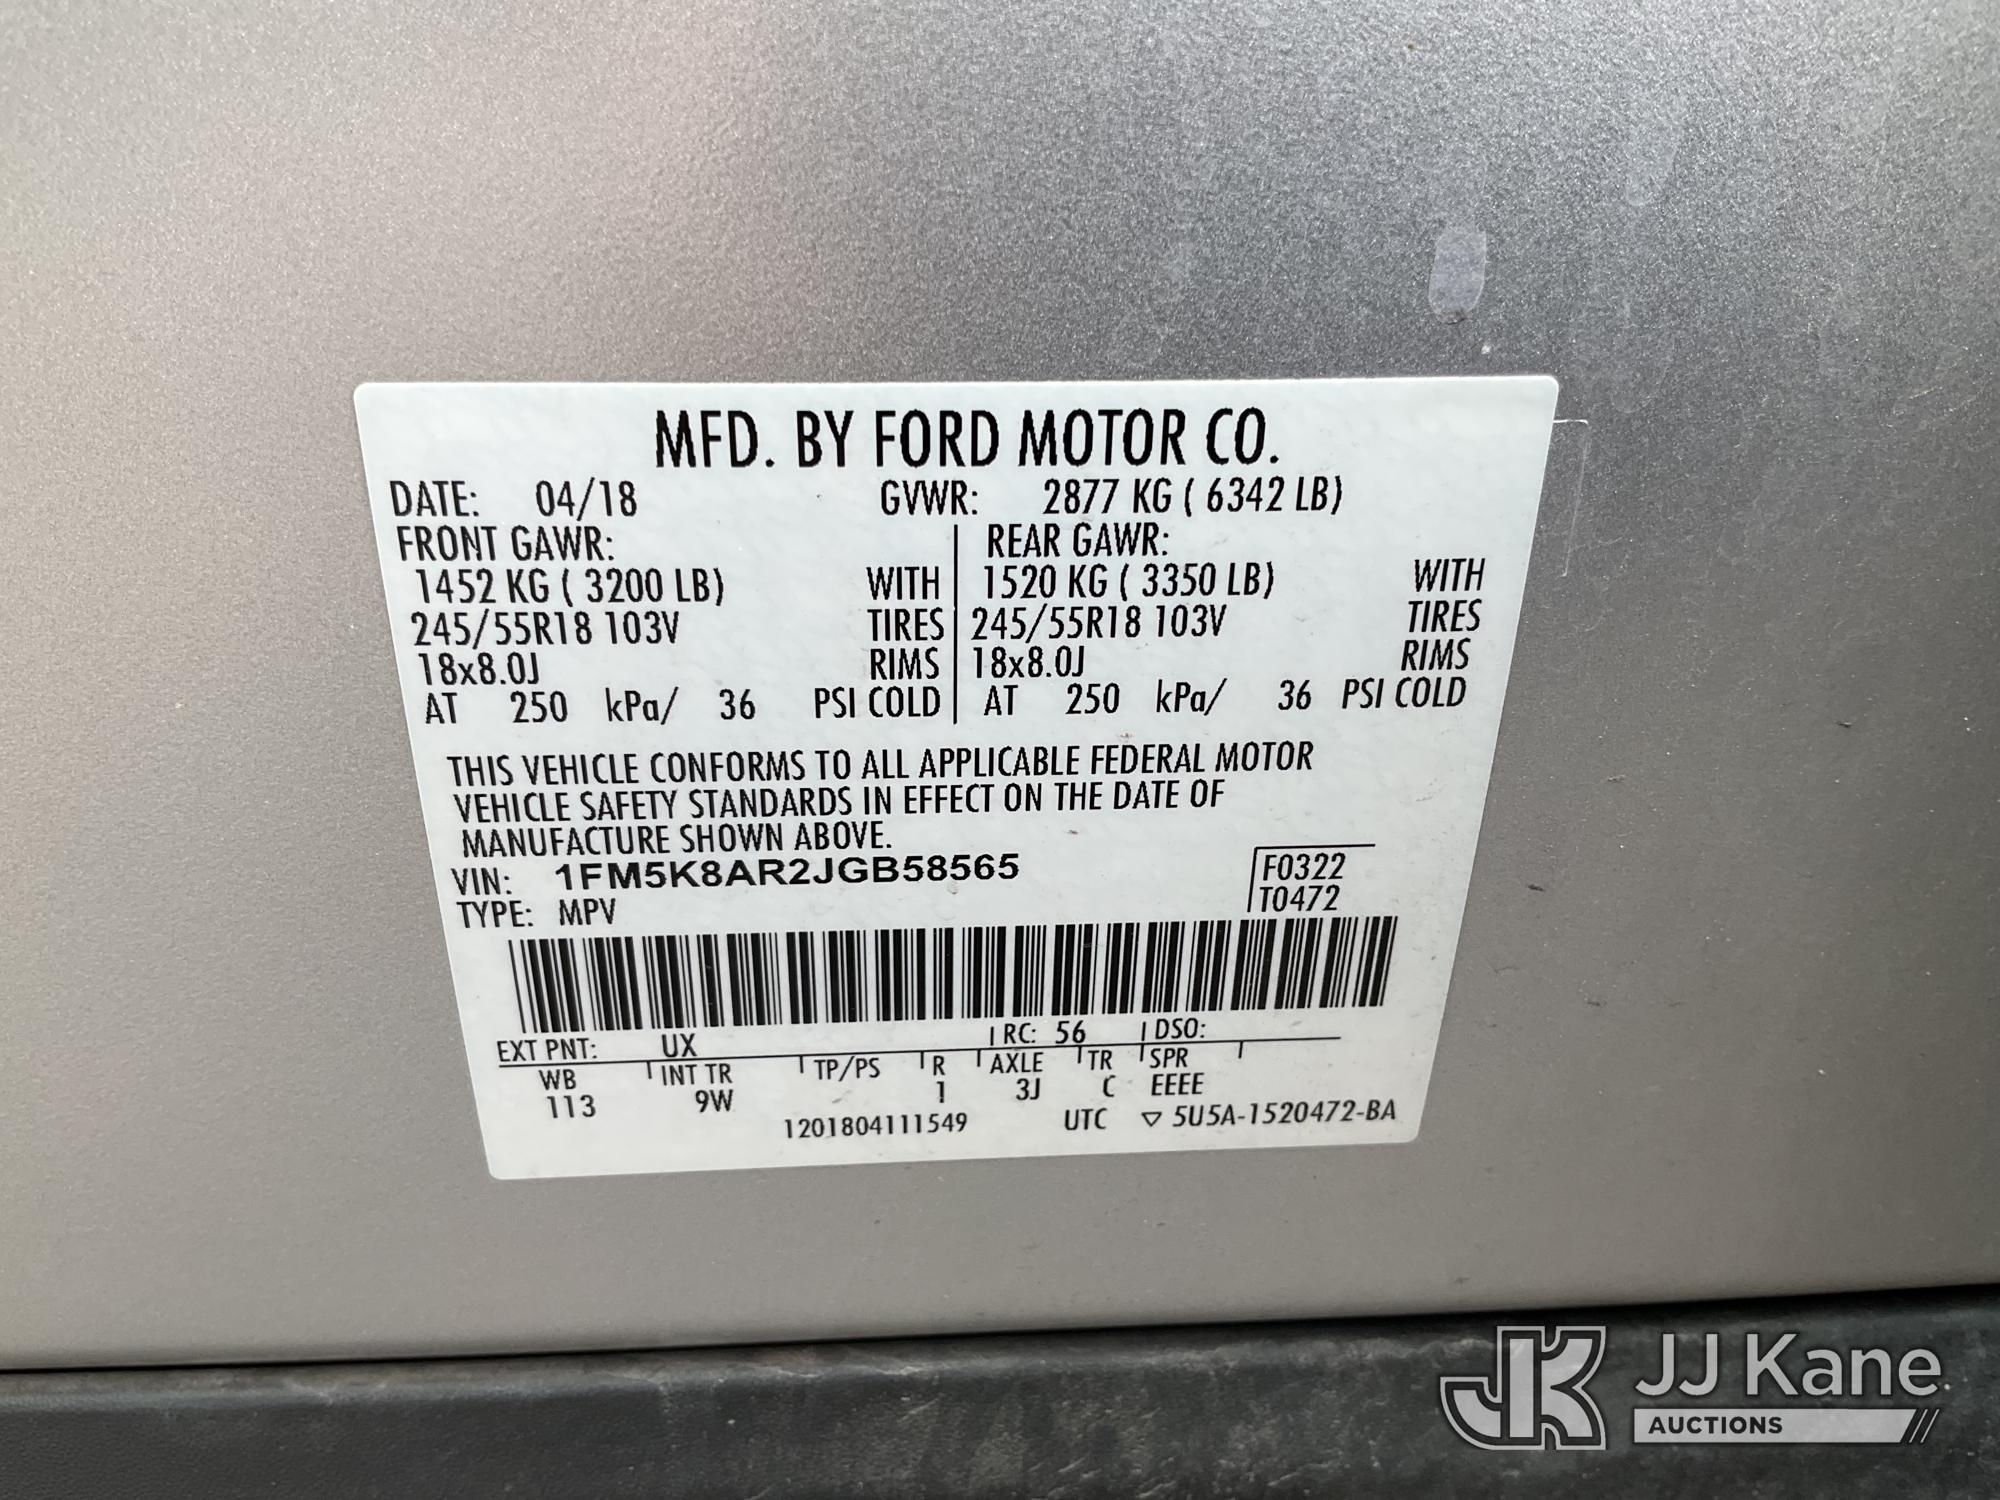 MFD. BY FORD MOTOR CO.
DATE: 04/18 GVWR: 2877 KG ( 6342 LB)
FRONT GAWR: REAR GAWR:
1452 KG ( 3200 LB) WITH 1520 KG ( 3350 LB) WITH
245/55R18 103V TIRES 245/55R18 103V TIRES
18x8.0J RIMS 18x8.0J RIMS
AT 250 kPa/ 36 PSI COLD AT 250 kPa/ 36 PSI COLD
THIS VEHICLE CONFORMS TO ALL APPLICABLE FEDERAL MOTOR
VEHICLE SAFETY STANDARDS IN EFFECT ON THE DATE OF
MANUFACTURE SHOWN ABOVE.
VIN: 1FM5K8AR2JGB58565 F0322
TYPE: MPV T0472
EXT PNT: UX RC: 56 DSO:
WB INT TR TP/PS R AXLE TR SPR
113 9W 1 3J C EEEE
1201804111549 UTC ▽ 5U5A-1520472-BA
JK JJ Kane
AUCTIONS